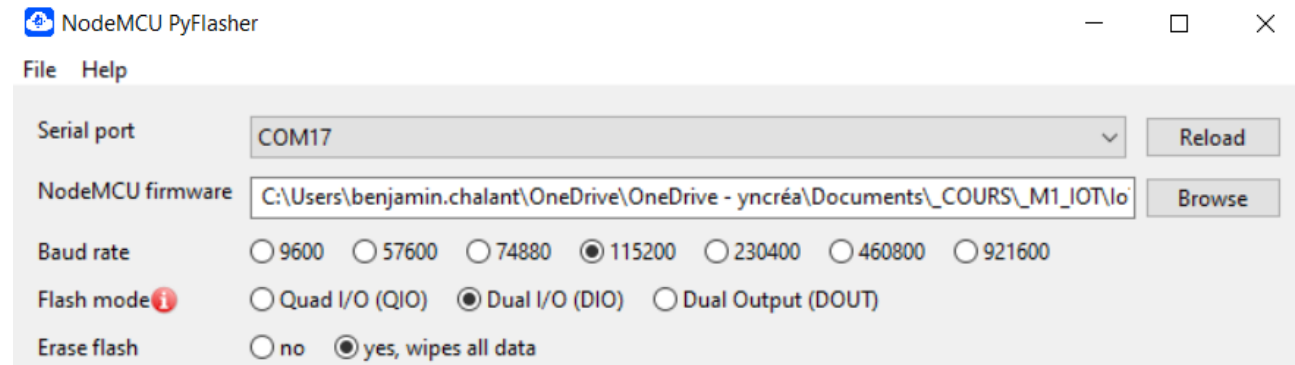 NodeMCU PyFlasher
File Help
Serial port COM17 Reload
NodeMCU firmware C:\Users\benjamin.chalant\OneDrive\OneDrive - yncréa\Documents\_COURS\_M1_IOT\Io Browse
Baud rate 9600 57600 74880 115200 230400 460800 921600
Flash mode Quad I/O (QIO) Dual I/O (DIO) Dual Output (DOUT)
Erase flash no yes, wipes all data